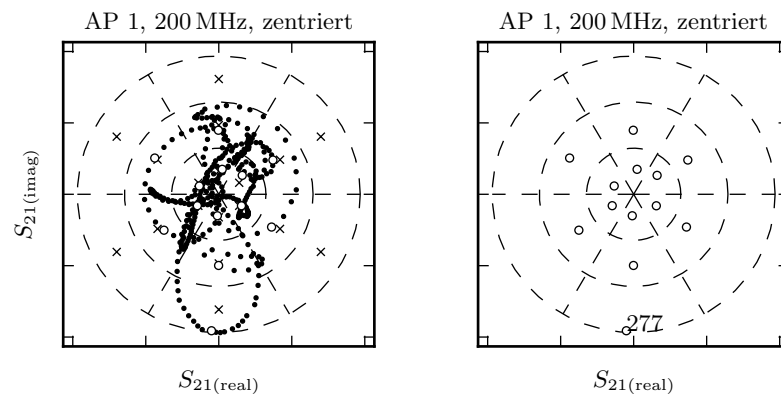 AP 1, 200 MHz, zentriert
AP 1, 200 MHz, zentriert
S21(imag)
277
S21(real)
S21(real)